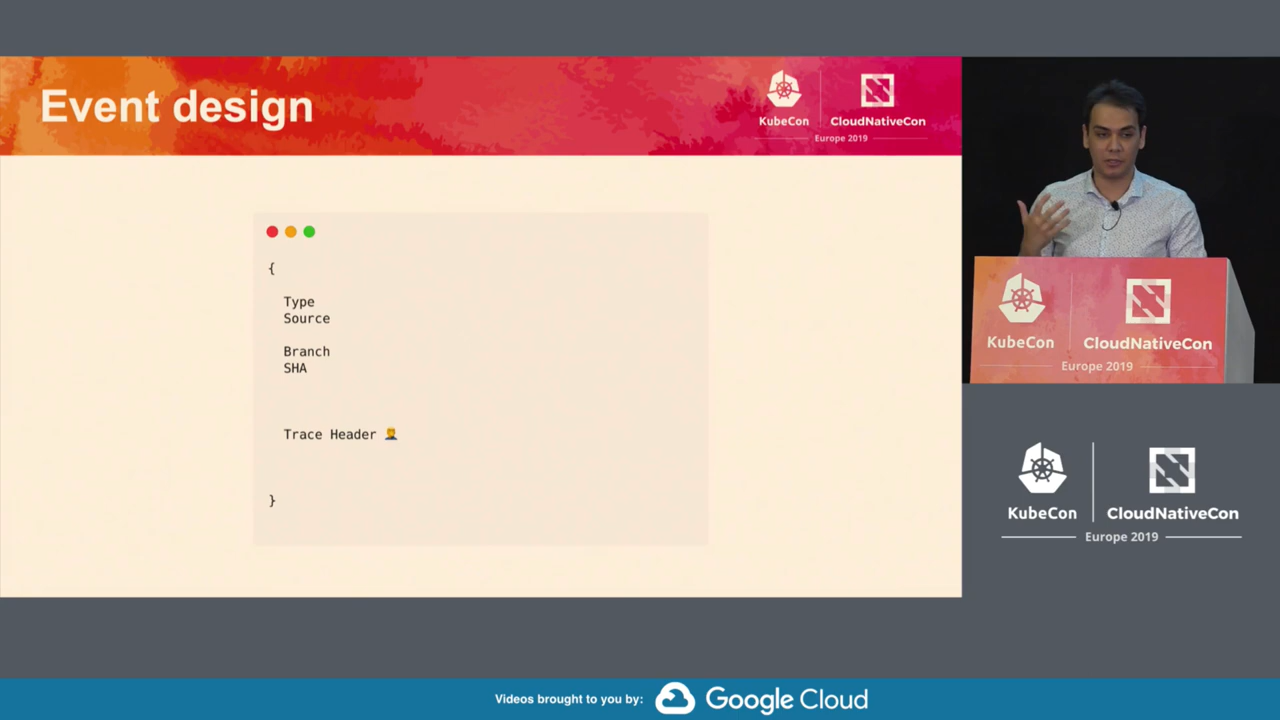 Event design
KubeCon
CloudNativeCon
Europe 2019
{
Type
Source
Branch
SHA
Trace Header
}
KubeCon
CloudNativeCon
Europe 2019
KubeCon
CloudNativeCon
Europe 2019
Videos brought to you by:
Google Cloud